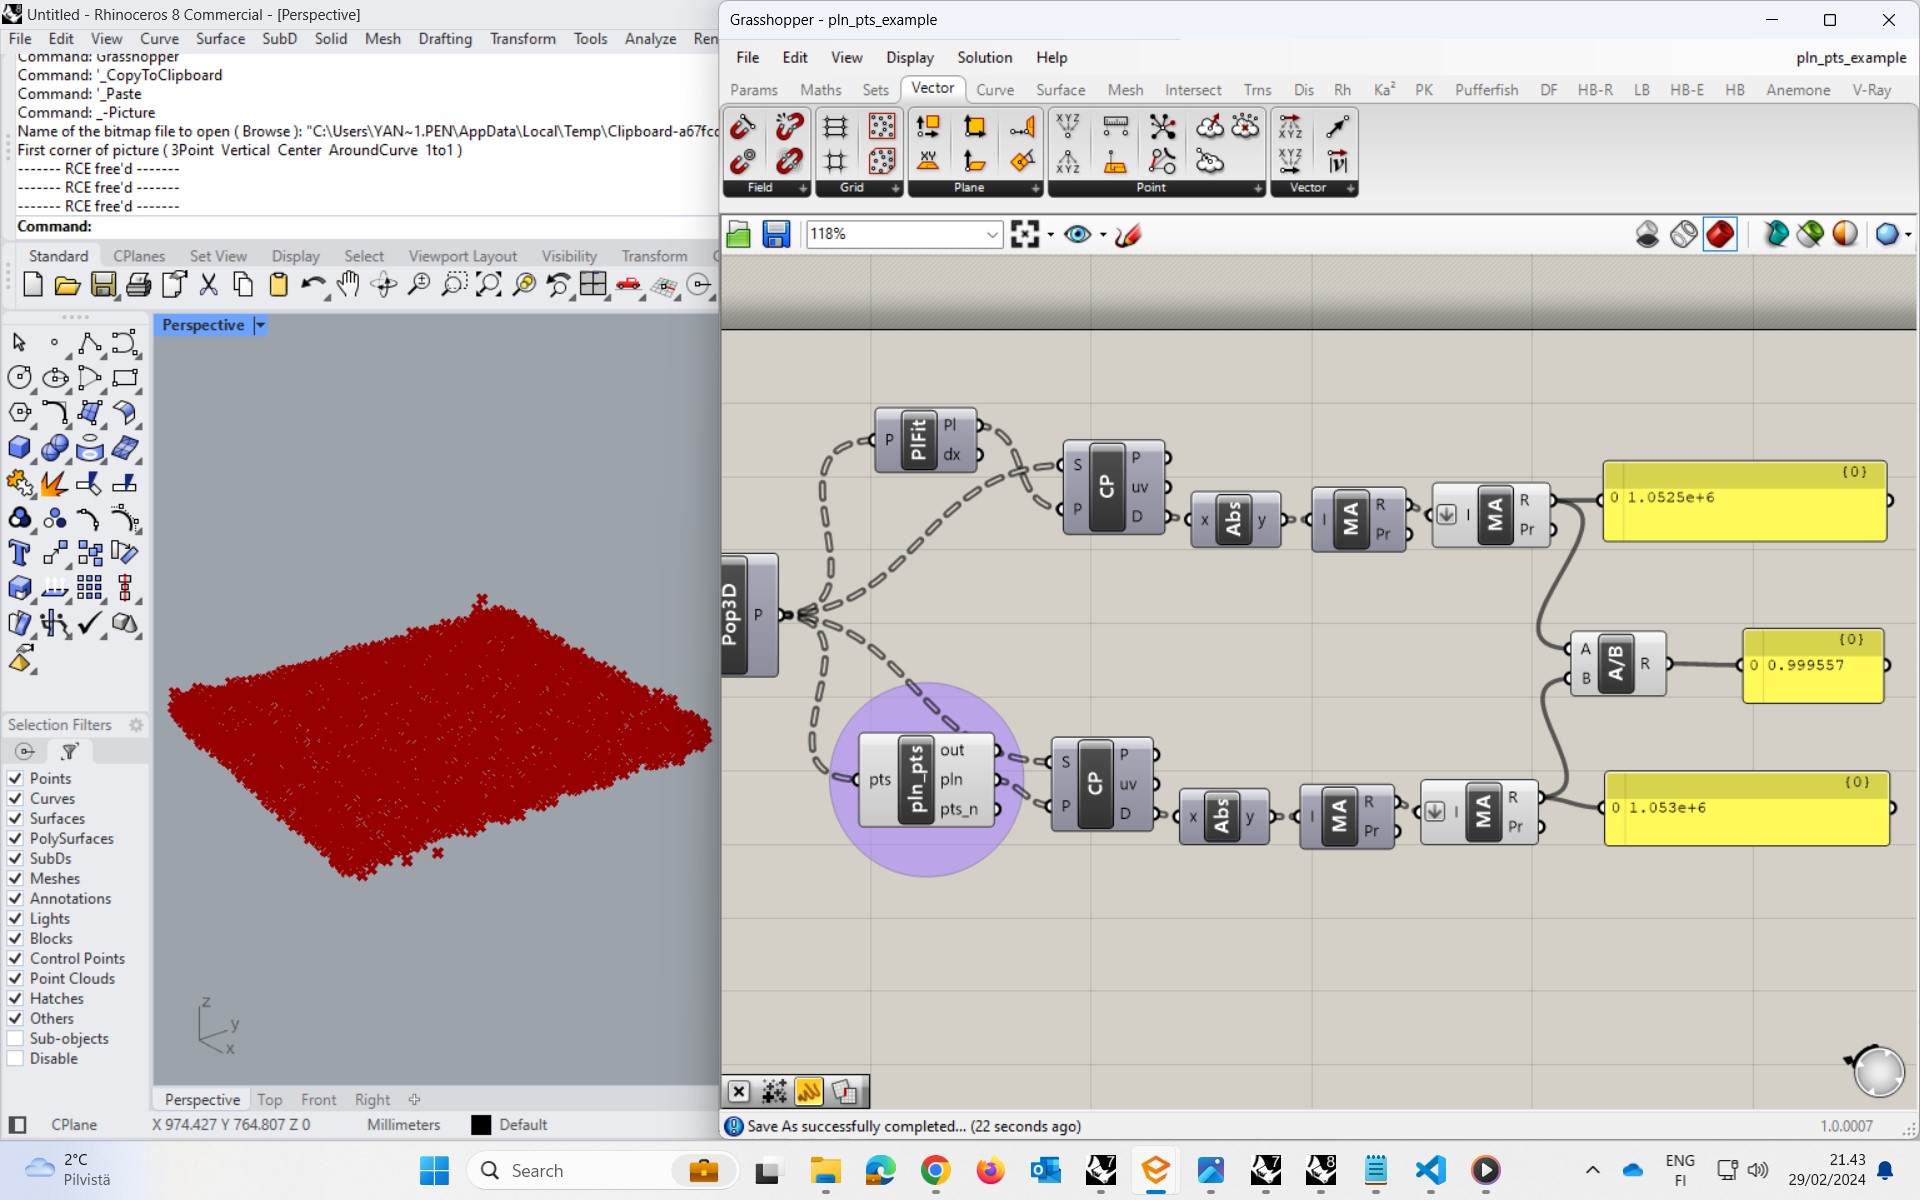 Untitled - Rhinoceros 8 Commercial - [Perspective]
File Edit View Curve Surface SubD Solid Mesh Drafting Transform Tools Analyze Ren
Command: Grasshopper
Command: '_CopyToClipboard
Command: '_Paste
Command: _-Picture
Name of the bitmap file to open ( Browse ): "C:\Users\YAN~1.PEN\AppData\Local\Temp\Clipboard-a67fcc
First corner of picture ( 3Point Vertical Center AroundCurve 1to1 )
------- RCE free'd -------
------- RCE free'd -------
------- RCE free'd -------
Command:
Standard CPlanes Set View Display Select Viewport Layout Visibility Transform
Perspective
Selection Filters
Points
Curves
Surfaces
PolySurfaces
SubDs
Meshes
Annotations
Lights
Blocks
Control Points
Point Clouds
Hatches
Others
Sub-objects
Disable
z
y
x
Perspective Top Front Right
CPlane X 974.427 Y 764.807 Z 0 Millimeters Default
Grasshopper - pln_pts_example
File Edit View Display Solution Help pln_pts_example
Params Maths Sets Vector Curve Surface Mesh Intersect Trns Dis Rh Ka² PK Pufferfish DF HB-R LB HB-E HB Anemone V-Ray
XY
XYZ
XYZ
XYZ
XYZ
Field Grid Plane Point Vector
118%
P PlFit Pl dx
S P CP P uv D
x Abs y
I MA R Pr
I MA R Pr
{0}
0 1.0525e+6
Pop3D P
A B A/B R
{0}
0 0.999557
pts pln_pts out pln pts_n
S P CP P uv D
x Abs y
I MA R Pr
I MA R Pr
{0}
0 1.053e+6
Save As successfully completed... (22 seconds ago) 1.0.0007
2°C
Pilvistä
Search
7
7
8
ENG
FI
21.43
29/02/2024